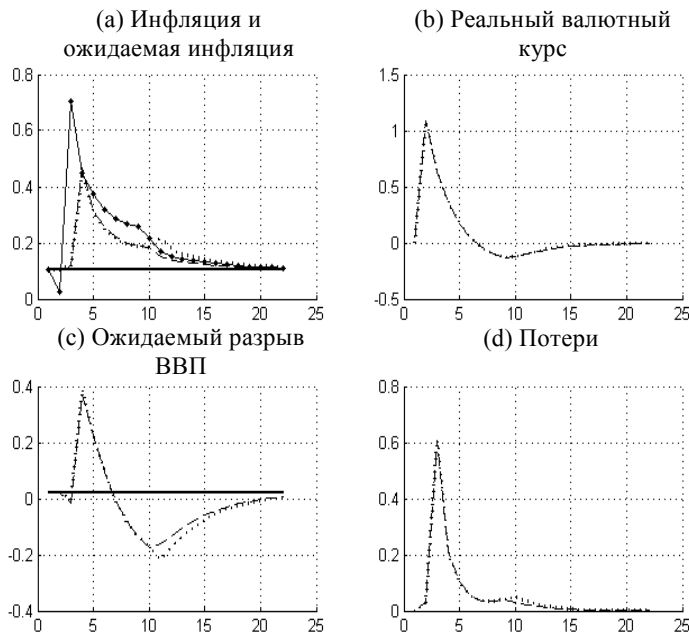 (a) Инфляция и
ожидаемая инфляция
(b) Реальный валютный
курс
0.8
0.6
0.4
0.2
0
0 5 10 15 20 25
1.5
1
0.5
0
-0.5
0 5 10 15 20 25
(c) Ожидаемый разрыв
ВВП
(d) Потери
0.4
0.2
0
-0.2
-0.4
0 5 10 15 20 25
0.8
0.6
0.4
0.2
0
0 5 10 15 20 25